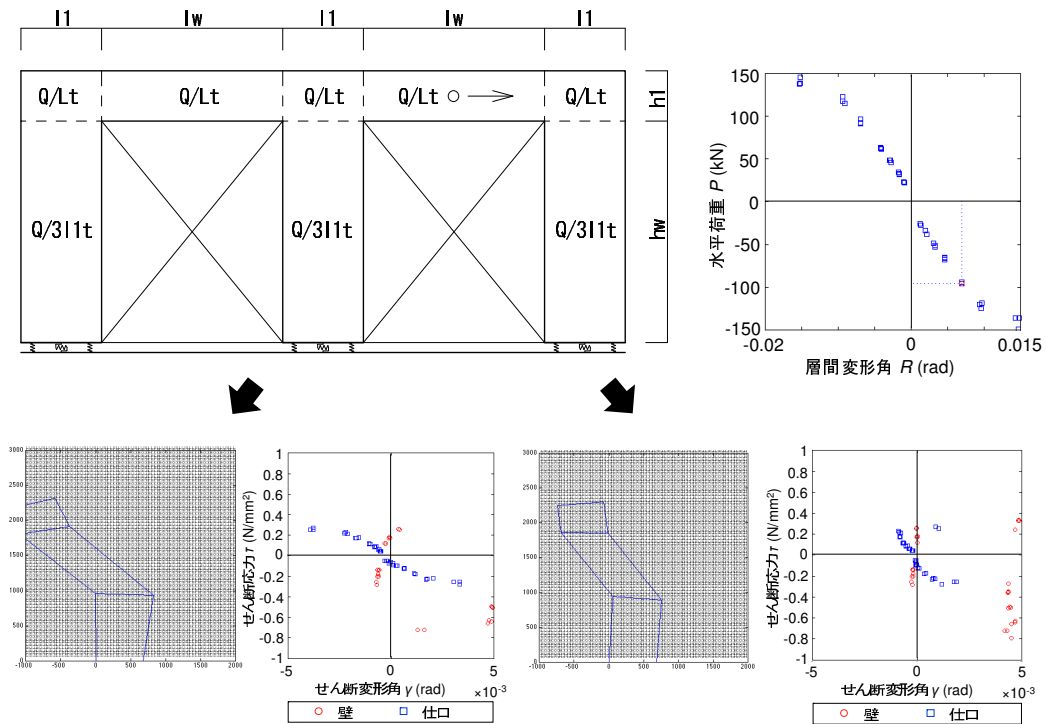 l1 lw l1 lw l1
Q/Lt Q/Lt Q/Lt Q/Lt Q/Lt
h1
Q/3l1t Q/3l1t Q/3l1t
hw
150
100
50
0
-50
-100
-150
-0.02 0 0.015
水平荷重 P (kN)
層間変形角 R (rad)
3000
2500
2000
1500
1000
500
0
-1000 -500 0 500 1000 1500 2000
1
0.8
0.6
0.4
0.2
0
-0.2
-0.4
-0.6
-0.8
-1
-5 0 5
×10⁻³
せん断応力 τ (N/mm²)
せん断変形角 γ (rad)
壁 仕口
3000
2500
2000
1500
1000
500
0
-1000 -500 0 500 1000 1500 2000
1
0.8
0.6
0.4
0.2
0
-0.2
-0.4
-0.6
-0.8
-1
-5 0 5
×10⁻³
せん断応力 τ (N/mm²)
せん断変形角 γ (rad)
壁 仕口